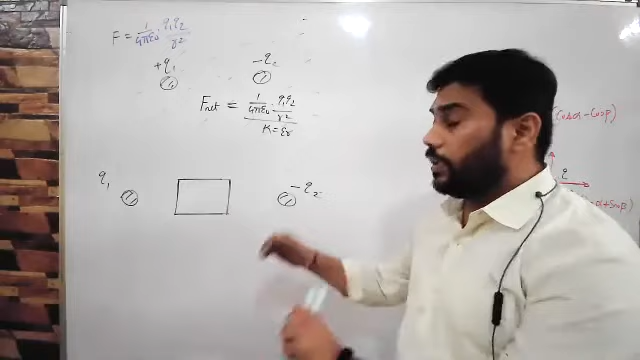 F = 1/4πε₀ q₁q₂/r²
+q₁ -q₂
Fnet = 1/4πε₀ q₁q₂/r²
K = εr
q₁ -q₂